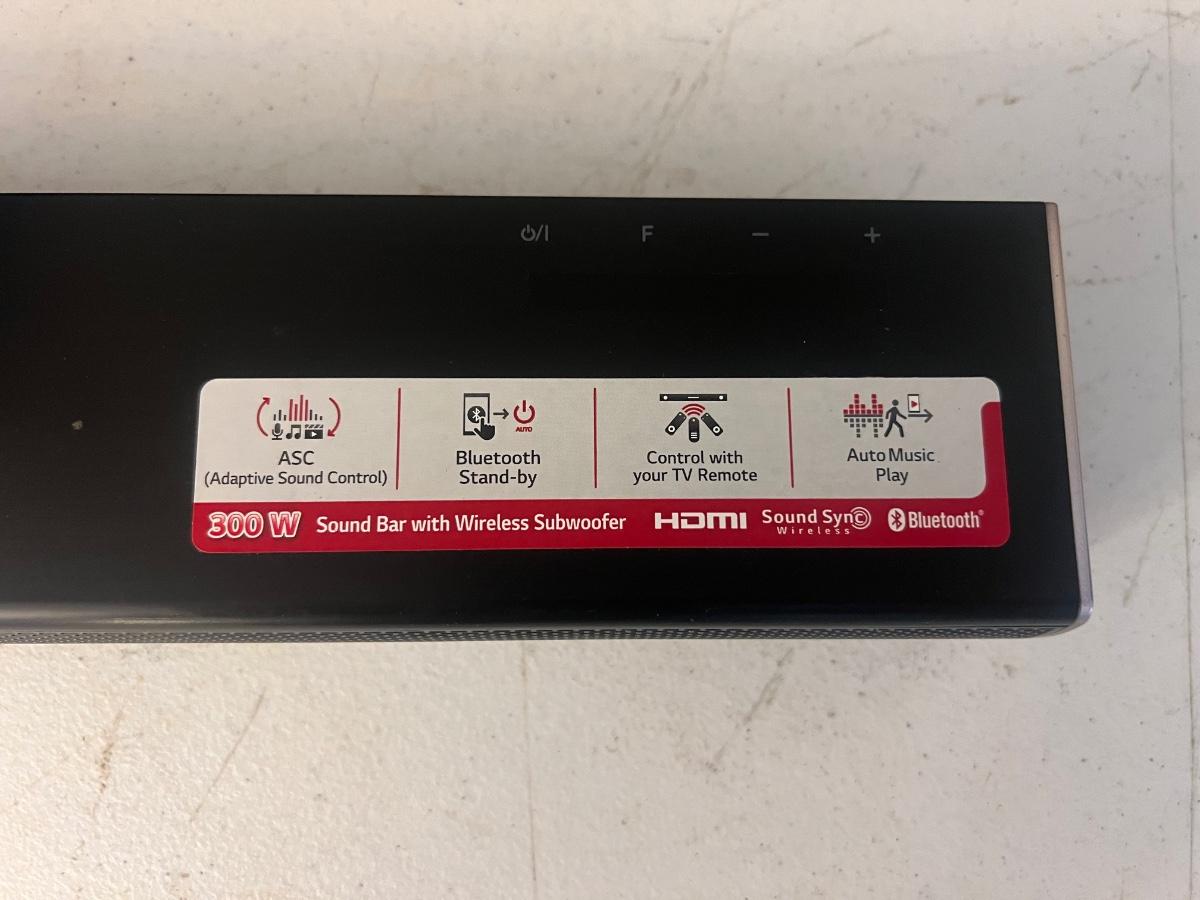 ⏻/I F − +
ASC
(Adaptive Sound Control)
Bluetooth
Stand-by
AUTO
Control with
your TV Remote
Auto Music
Play
300 W Sound Bar with Wireless Subwoofer HDMI Sound Sync Wireless Bluetooth®